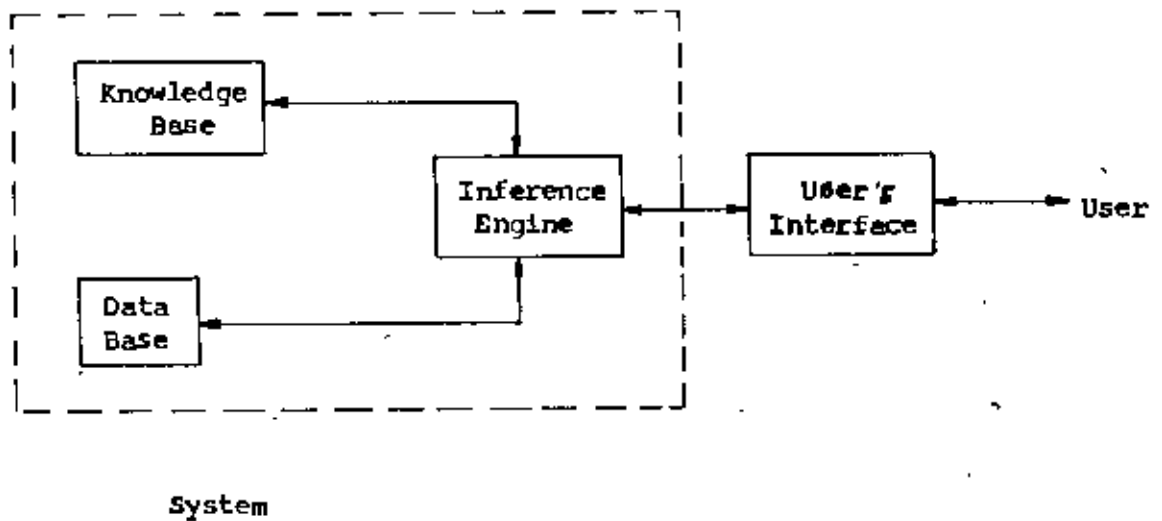 Knowledge
Base
Inference
Engine
User's
Interface
User
Data
Base
System